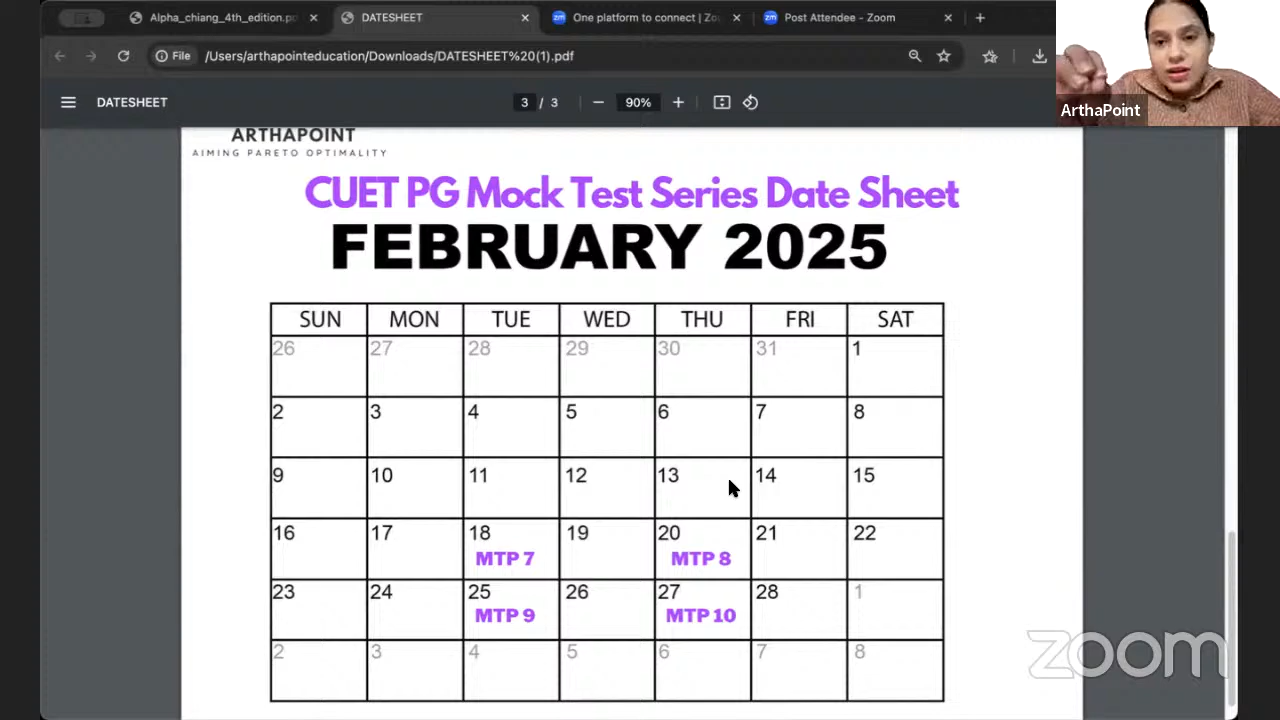 Alpha_chiang_4th_edition.po
DATESHEET
One platform to connect | Zo
Post Attendee - Zoom
File
/Users/arthapointeducation/Downloads/DATESHEET%20(1).pdf
DATESHEET
3 / 3
90%
ArthaPoint
ARTHAPOINT
AIMING PARETO OPTIMALITY
CUET PG Mock Test Series Date Sheet
FEBRUARY 2025
SUN MON TUE WED THU FRI SAT
26 27 28 29 30 31 1
2 3 4 5 6 7 8
9 10 11 12 13 14 15
16 17 18 19 20 21 22
MTP 7 MTP 8
23 24 25 26 27 28 1
MTP 9 MTP 10
2 3 4 5 6 7 8
zoom